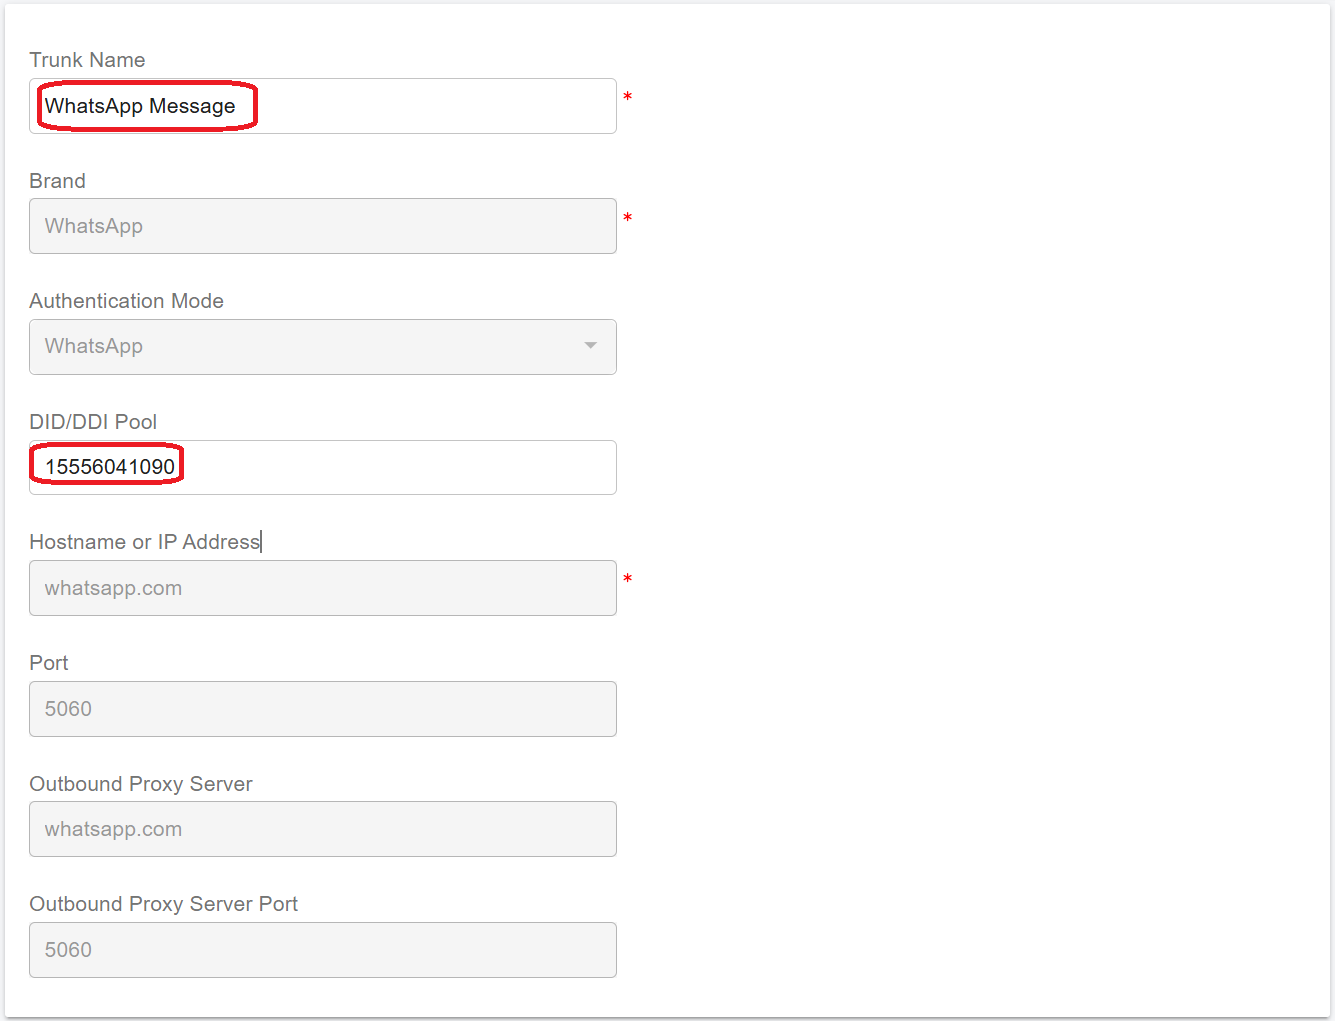 Trunk Name
WhatsApp Message
*
Brand
WhatsApp
*
Authentication Mode
WhatsApp
DID/DDI Pool
15556041090
Hostname or IP Address
whatsapp.com
*
Port
5060
Outbound Proxy Server
whatsapp.com
Outbound Proxy Server Port
5060